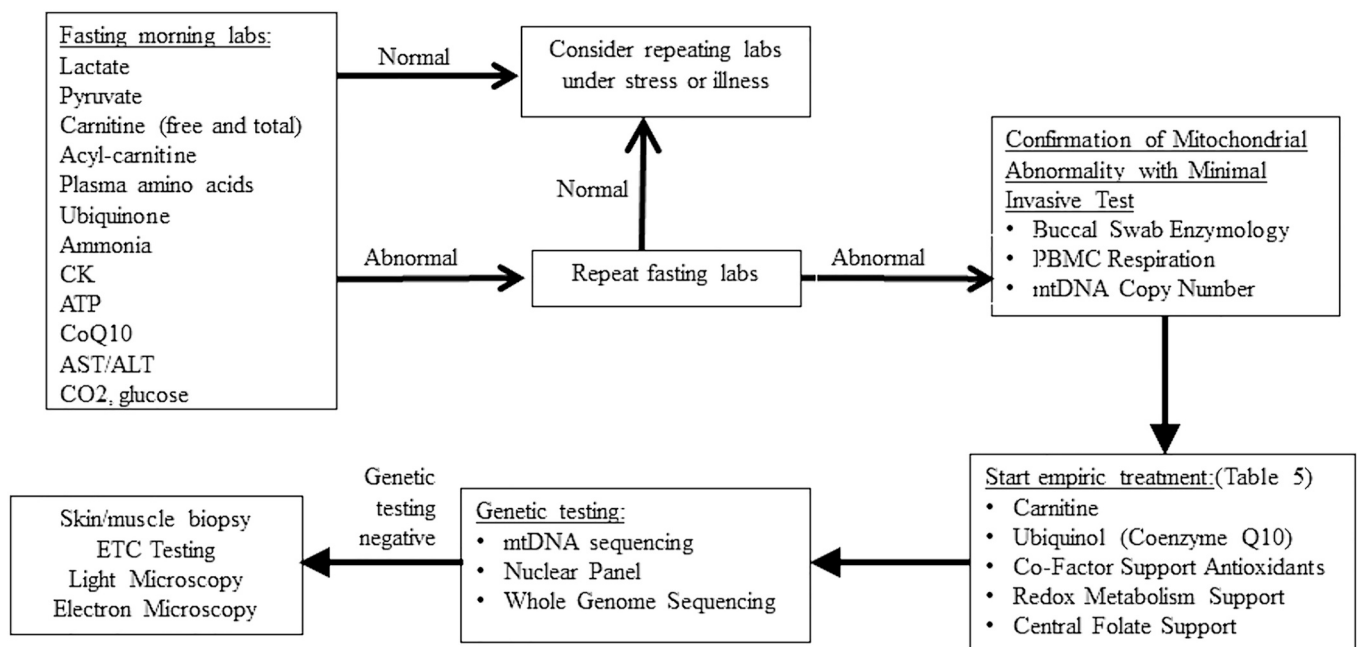 Fasting morning labs:
Lactate
Pyruvate
Carnitine (free and total)
Acyl-carnitine
Plasma amino acids
Ubiquinone
Ammonia
CK
ATP
CoQ10
AST/ALT
CO2, glucose
Normal
Consider repeating labs
under stress or illness
Normal
Abnormal
Repeat fasting labs
Abnormal
Confirmation of Mitochondrial
Abnormality with Minimal
Invasive Test
• Buccal Swab Enzymology
• PBMC Respiration
• mtDNA Copy Number
Start empiric treatment:(Table 5)
• Carnitine
• Ubiquinol (Coenzyme Q10)
• Co-Factor Support Antioxidants
• Redox Metabolism Support
• Central Folate Support
Genetic testing:
• mtDNA sequencing
• Nuclear Panel
• Whole Genome Sequencing
Genetic
testing
negative
Skin/muscle biopsy
ETC Testing
Light Microscopy
Electron Microscopy